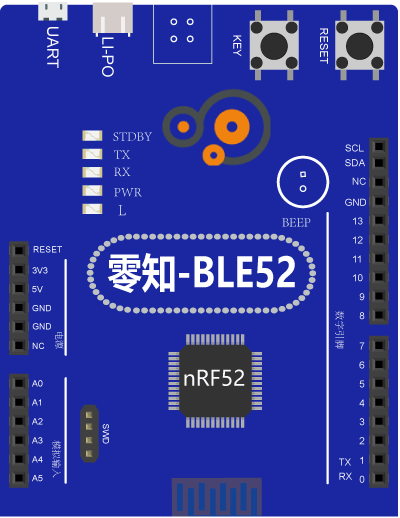 UART
LI-PO
KEY
RESET
STDBY
TX
RX
PWR
L
BEEP
SCL
SDA
NC
GND
13
12
11
10
9
8
零知-BLE52
RESET
3V3
5V
GND
GND
NC
电源
数字引脚
nRF52
7
6
5
4
3
2
TX 1
RX 0
A0
A1
A2
A3
A4
A5
模拟输入
SWD